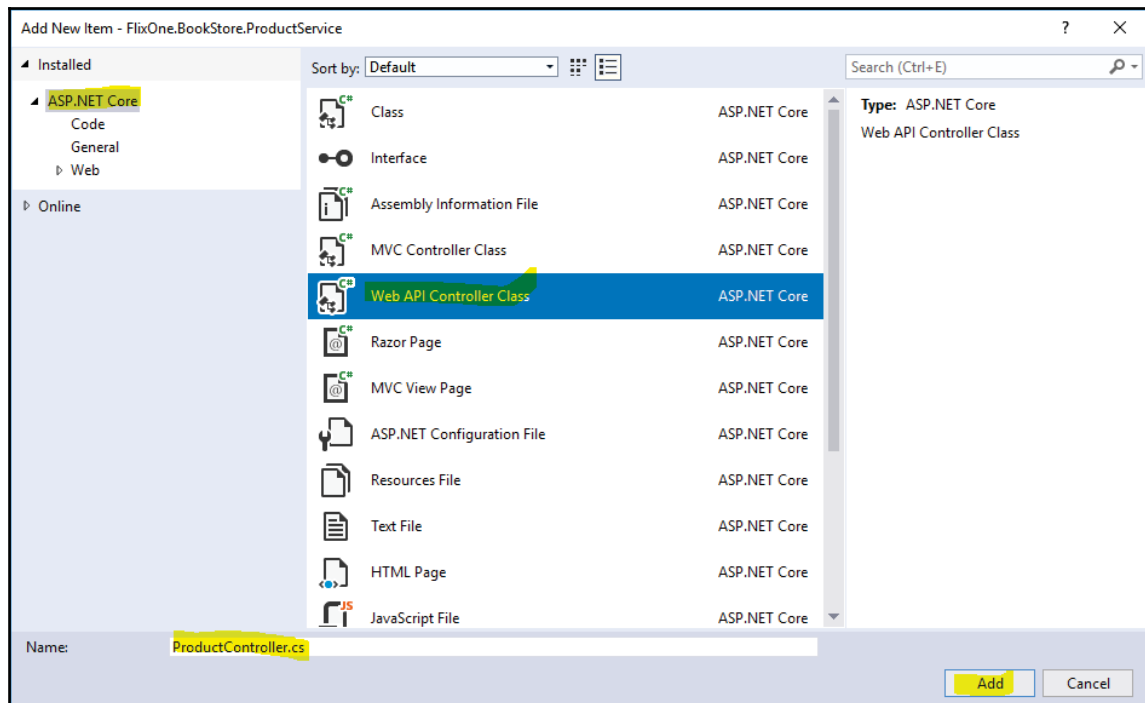 Add New Item - FlixOne.BookStore.ProductService
?
Installed
Sort by: Default
Search (Ctrl+E)
ASP.NET Core
Code
General
Web
Online
C# Class ASP.NET Core
Interface ASP.NET Core
C# Assembly Information File ASP.NET Core
C# MVC Controller Class ASP.NET Core
C# Web API Controller Class ASP.NET Core
C# Razor Page ASP.NET Core
C# MVC View Page ASP.NET Core
ASP.NET Configuration File ASP.NET Core
Resources File ASP.NET Core
Text File ASP.NET Core
HTML Page ASP.NET Core
JS JavaScript File ASP.NET Core
Type: ASP.NET Core
Web API Controller Class
Name: ProductController.cs
Add Cancel